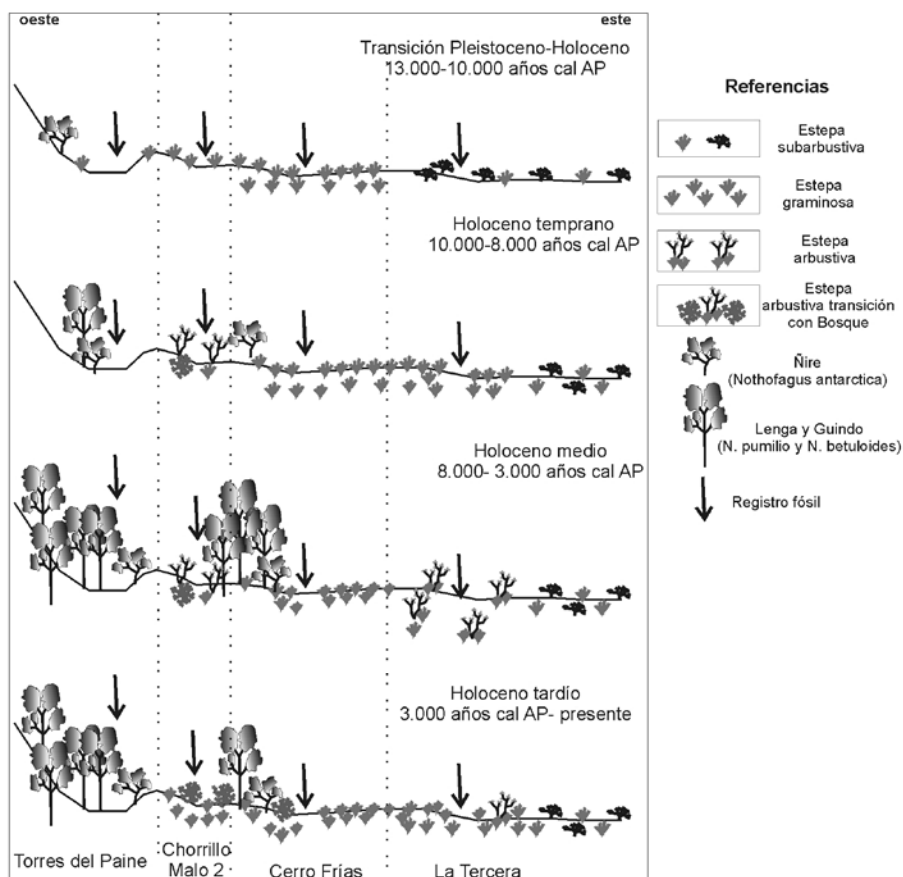 oeste
este
Transición Pleistoceno-Holoceno
13.000-10.000 años cal AP
Holoceno temprano
10.000-8.000 años cal AP
Holoceno medio
8.000- 3.000 años cal AP
Holoceno tardío
3.000 años cal AP- presente
Torres del Paine
Chorrillo
Malo 2
Cerro Frías
La Tercera
Referencias
Estepa
subarbustiva
Estepa
graminosa
Estepa
arbustiva
Estepa
arbustiva transición
con Bosque
Ñire
(Nothofagus antarctica)
Lenga y Guindo
(N. pumilio y N. betuloides)
Registro fósil